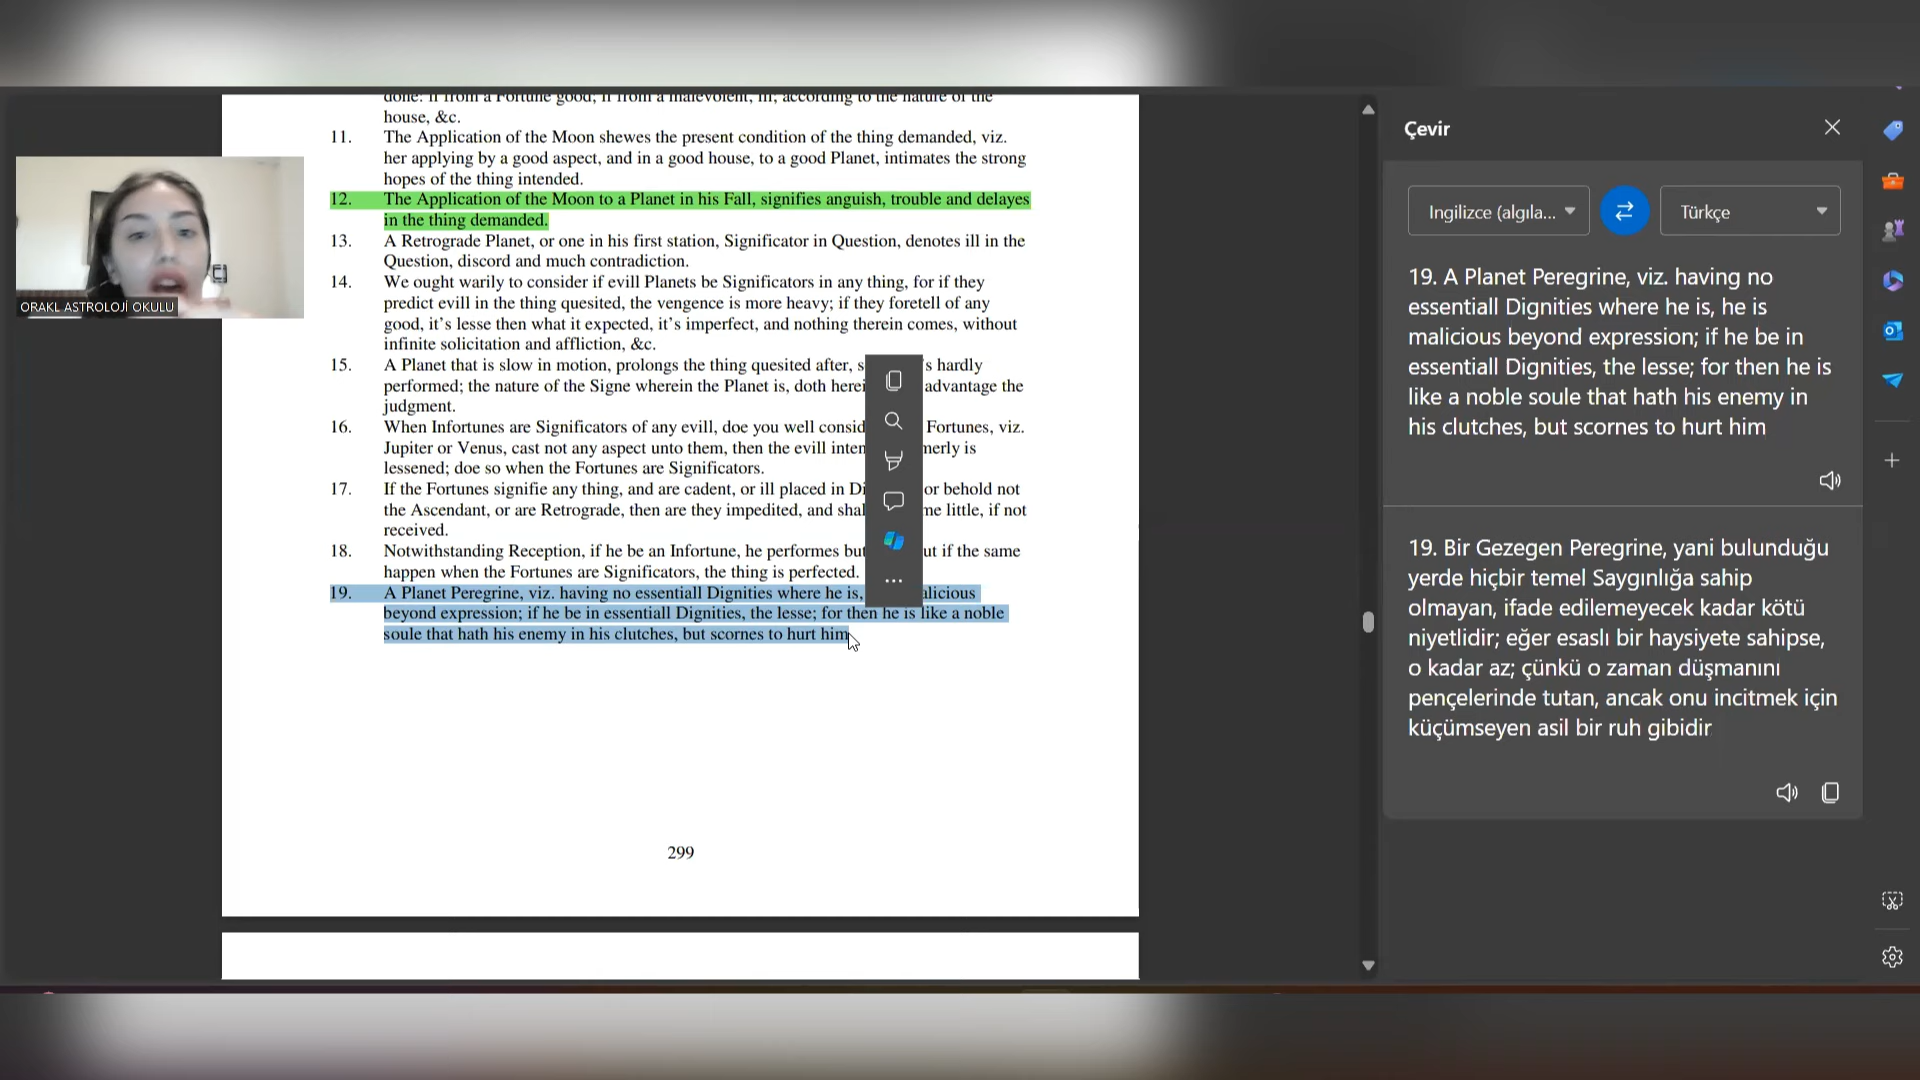 done: if from a Fortune good; if from a malevolent, ill; according to the nature of the
house, &c.
11. The Application of the Moon shewes the present condition of the thing demanded, viz.
her applying by a good aspect, and in a good house, to a good Planet, intimates the strong
hopes of the thing intended.
12. The Application of the Moon to a Planet in his Fall, signifies anguish, trouble and delayes
in the thing demanded.
13. A Retrograde Planet, or one in his first station, Significator in Question, denotes ill in the
Question, discord and much contradiction.
14. We ought warily to consider if evill Planets be Significators in any thing, for if they
predict evill in the thing quesited, the vengence is more heavy; if they foretell of any
good, it's lesse then what it expected, it's imperfect, and nothing therein comes, without
infinite solicitation and affliction, &c.
15. A Planet that is slow in motion, prolongs the thing quesited after, s s hardly
performed; the nature of the Signe wherein the Planet is, doth herei advantage the
judgment.
16. When Infortunes are Significators of any evill, doe you well consid Fortunes, viz.
Jupiter or Venus, cast not any aspect unto them, then the evill inten merly is
lessened; doe so when the Fortunes are Significators.
17. If the Fortunes signifie any thing, and are cadent, or ill placed in Di or behold not
the Ascendant, or are Retrograde, then are they impedited, and shal me little, if not
received.
18. Notwithstanding Reception, if he be an Infortune, he performes but ut if the same
happen when the Fortunes are Significators, the thing is perfected.
19. A Planet Peregrine, viz. having no essentiall Dignities where he is, alicious
beyond expression; if he be in essentiall Dignities, the lesse; for then he is like a noble
soule that hath his enemy in his clutches, but scornes to hurt him
299
ORAKL ASTROLOJİ OKULU
Çevir
Ingilizce (algıla...
Türkçe
19. A Planet Peregrine, viz. having no
essentiall Dignities where he is, he is
malicious beyond expression; if he be in
essentiall Dignities, the lesse; for then he is
like a noble soule that hath his enemy in
his clutches, but scornes to hurt him
19. Bir Gezegen Peregrine, yani bulunduğu
yerde hiçbir temel Saygınlığa sahip
olmayan, ifade edilemeyecek kadar kötü
niyetlidir; eğer esaslı bir haysiyete sahipse,
o kadar az; çünkü o zaman düşmanını
pençelerinde tutan, ancak onu incitmek için
küçümseyen asil bir ruh gibidir